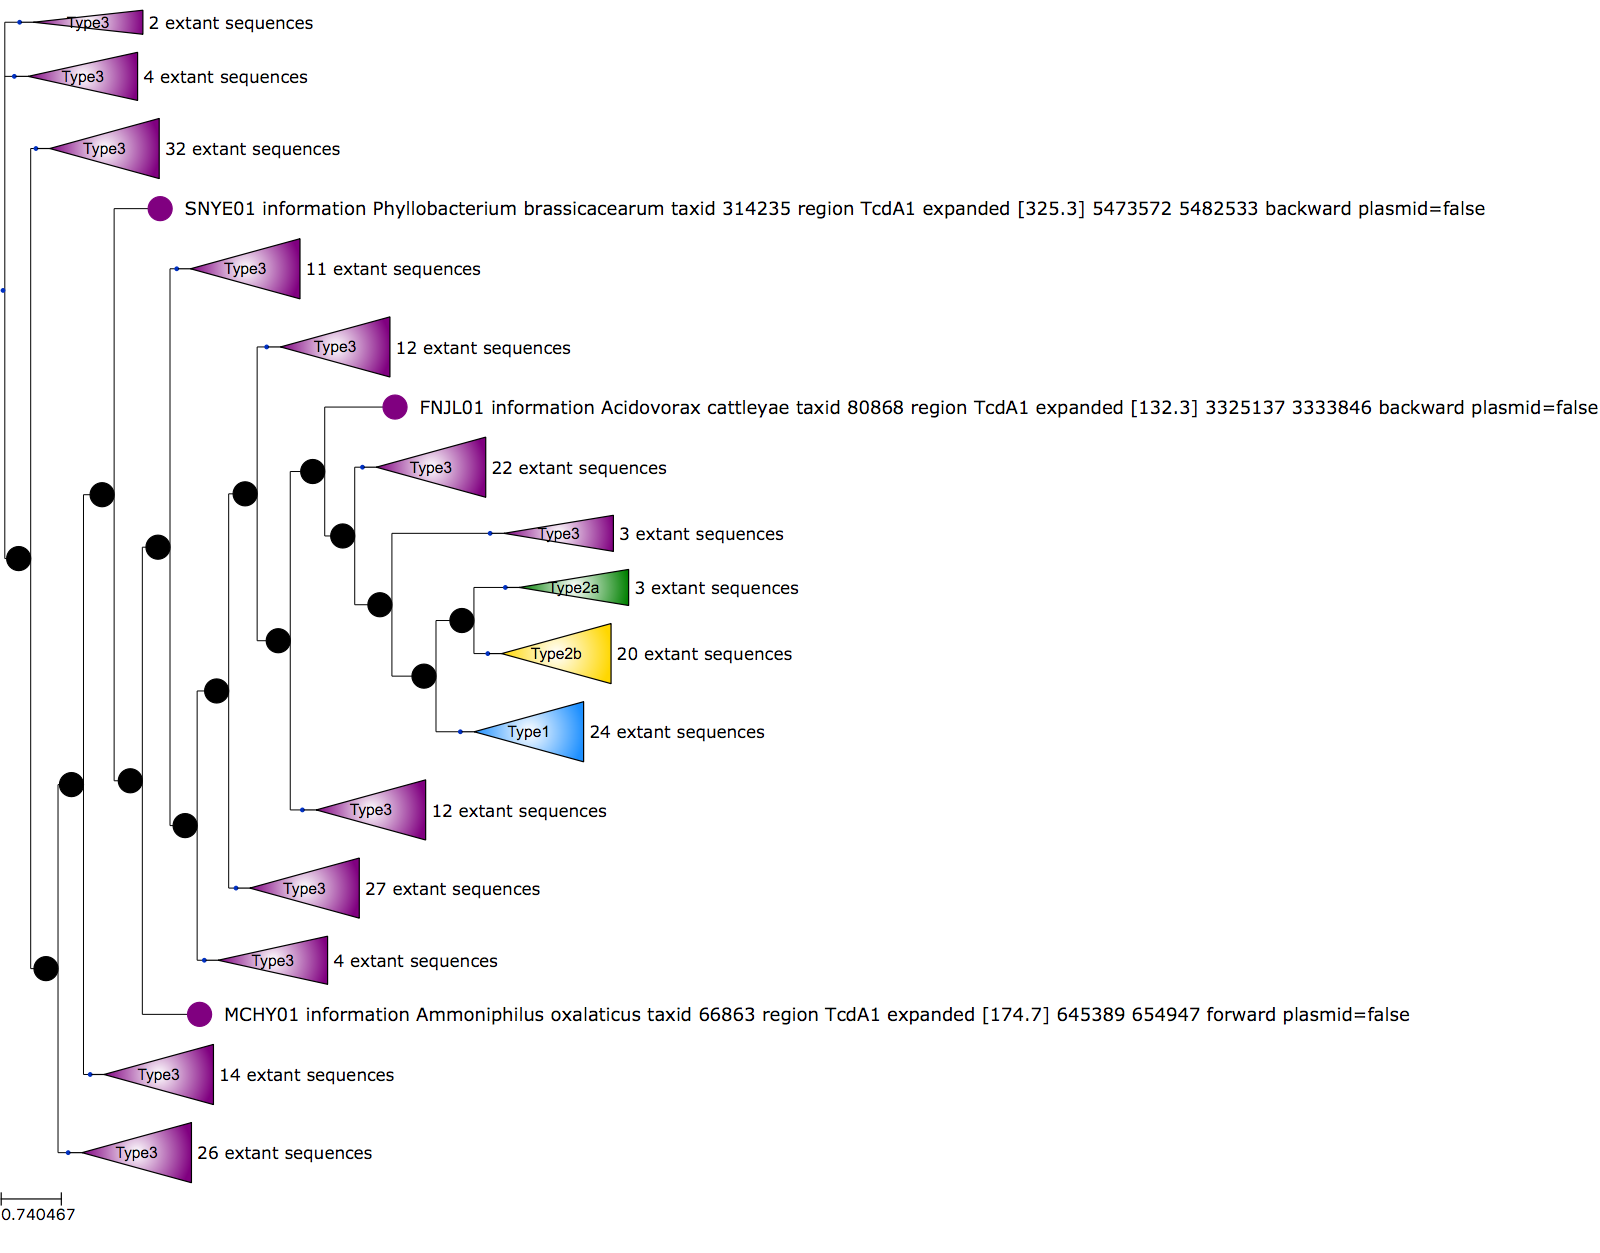 Type3 2 extant sequences
Type3 4 extant sequences
Type3 32 extant sequences
SNYE01 information Phyllobacterium brassicacearum taxid 314235 region TcdA1 expanded [325.3] 5473572 5482533 backward plasmid=false
Type3 11 extant sequences
Type3 12 extant sequences
FNJL01 information Acidovorax cattleyae taxid 80868 region TcdA1 expanded [132.3] 3325137 3333846 backward plasmid=false
Type3 22 extant sequences
Type3 3 extant sequences
Type2a 3 extant sequences
Type2b 20 extant sequences
Type1 24 extant sequences
Type3 12 extant sequences
Type3 27 extant sequences
Type3 4 extant sequences
MCHY01 information Ammoniphilus oxalaticus taxid 66863 region TcdA1 expanded [174.7] 645389 654947 forward plasmid=false
Type3 14 extant sequences
Type3 26 extant sequences
0.740467